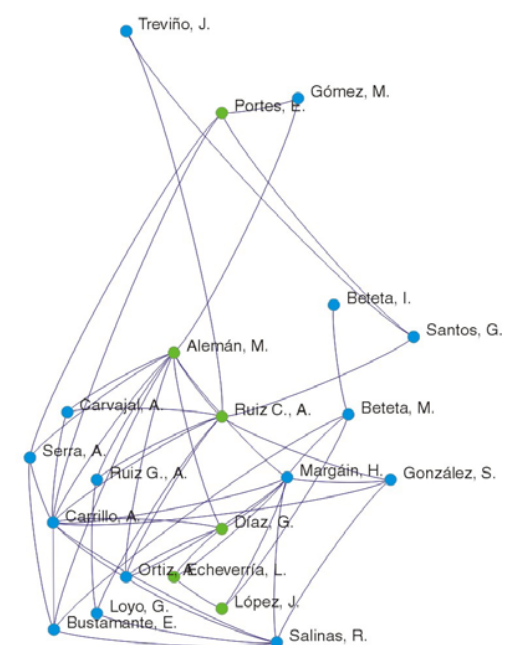 Treviño, J.
Gómez, M.
Portes, E.
Beteta, I.
Santos, G.
Alemán, M.
Carvajal, A.
Ruiz C., A.
Beteta, M.
Serra, A.
Ruiz G., A.
Margáin, H.
González, S.
Carrillo, A.
Díaz, G.
Ortiz, A.
Echeverría, L.
Loyo, G.
López, J.
Bustamante, E.
Salinas, R.